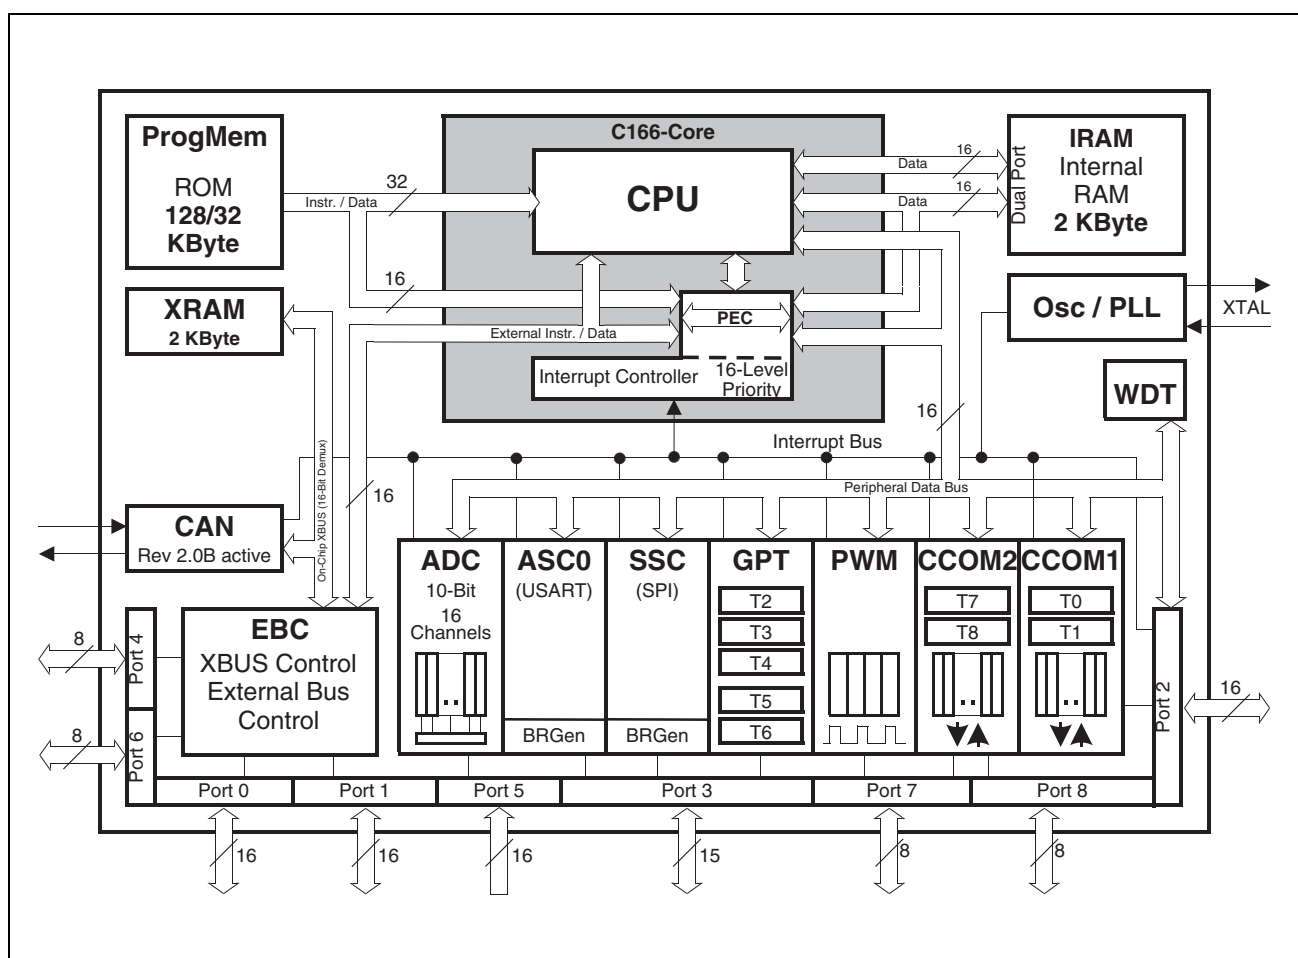 C166-Core
ProgMem
ROM
128/32
KByte
32
Instr. / Data
CPU
16
Data
16
Data
Dual Port
IRAM
Internal
RAM
2 KByte
16
XRAM
2 KByte
External Instr. / Data
PEC
Interrupt Controller
16-Level
Priority
Osc / PLL
XTAL
WDT
16
Interrupt Bus
Peripheral Data Bus
On-Chip XBUS (16-Bit Demux)
16
CAN
Rev 2.0B active
EBC
XBUS Control
External Bus
Control
ADC
10-Bit
16
Channels
ASC0
(USART)
BRGen
SSC
(SPI)
BRGen
GPT
T2
T3
T4
T5
T6
PWM
CCOM2
T7
T8
CCOM1
T0
T1
8
Port 4
8
Port 6
Port 2
16
Port 0
Port 1
Port 5
Port 3
Port 7
Port 8
16
16
16
15
8
8